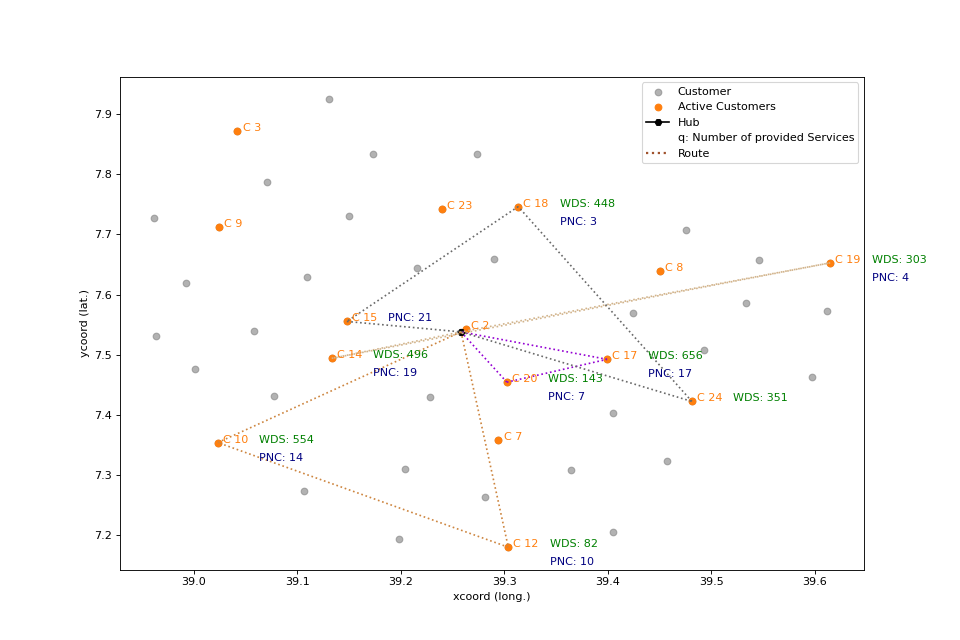 Customer
Active Customers
Hub
q: Number of provided Services
Route
7.9
7.8
7.7
7.6
7.5
7.4
7.3
7.2
ycoord (lat.)
39.0
39.1
39.2
39.3
39.4
39.5
39.6
xcoord (long.)
C 3
C 9
C 23
C 18 WDS: 448
PNC: 3
C 8
C 19 WDS: 303
PNC: 4
C 15 PNC: 21
C 2
C 14 WDS: 496
PNC: 19
C 17 WDS: 656
PNC: 17
C 20 WDS: 143
PNC: 7
C 24 WDS: 351
C 10 WDS: 554
PNC: 14
C 7
C 12 WDS: 82
PNC: 10